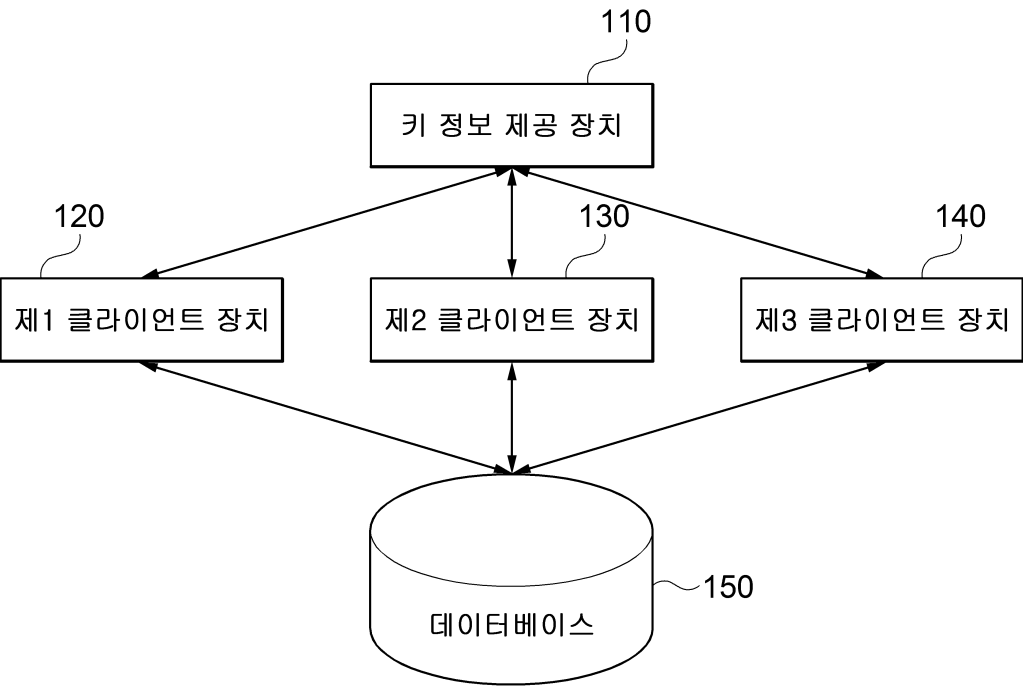 110
키 정보 제공 장치
120
130
140
제1 클라이언트 장치
제2 클라이언트 장치
제3 클라이언트 장치
150
데이터베이스